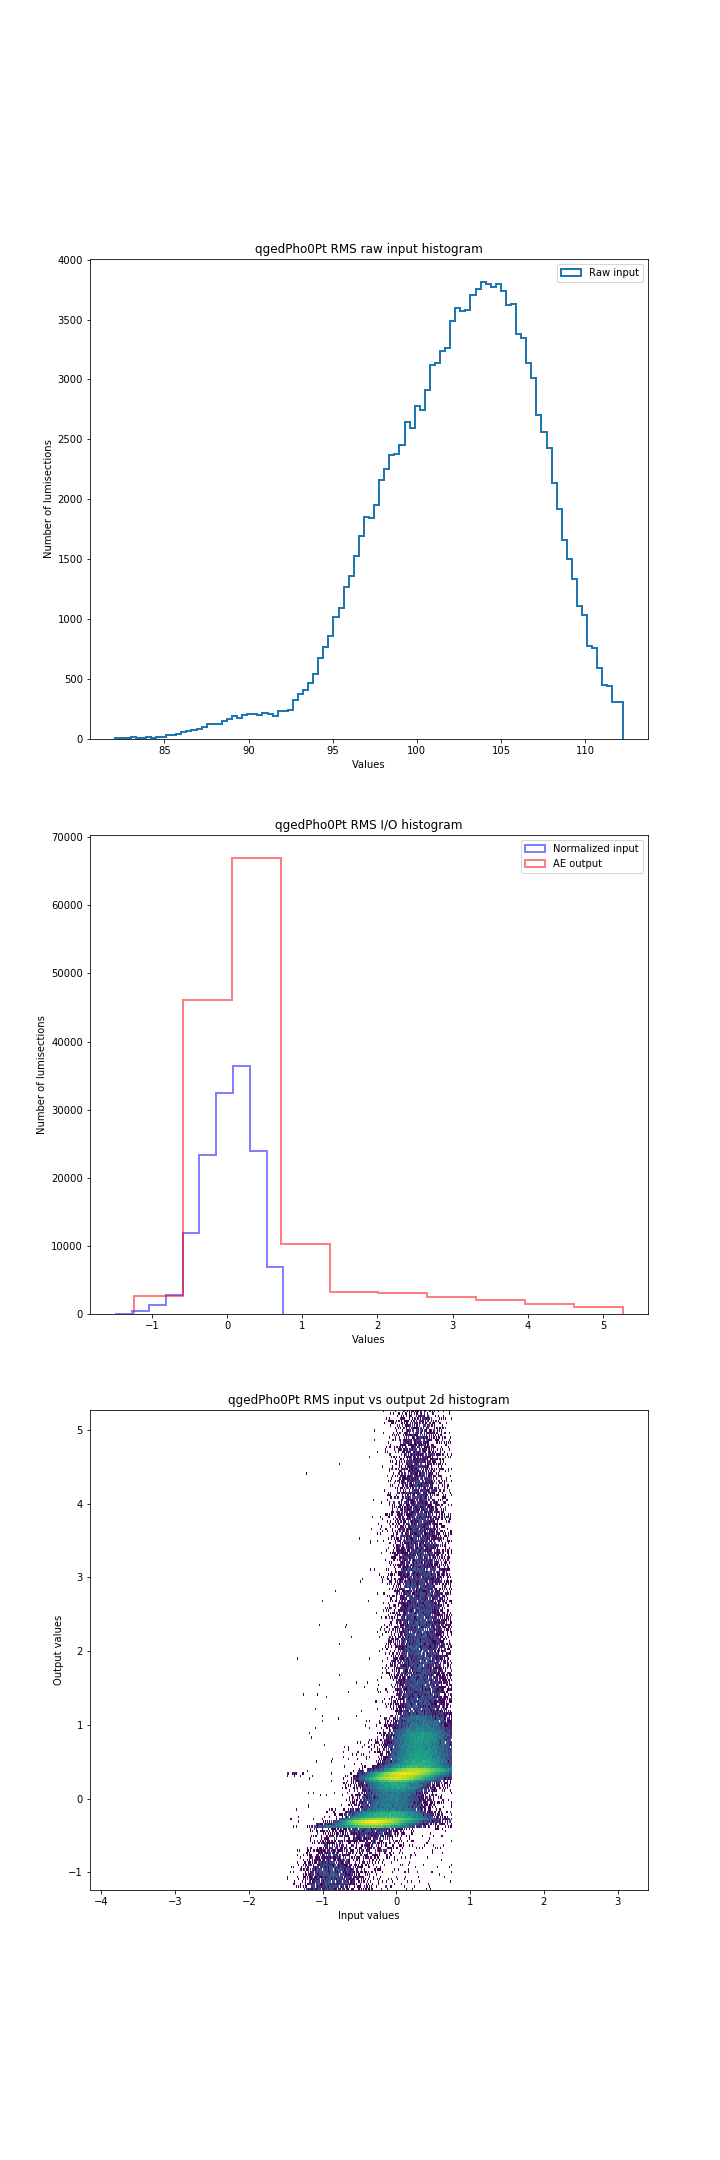 qgedPho0Pt RMS raw input histogram
4000
3500
3000
2500
2000
1500
1000
500
0
Number of lumisections
Raw input
85 90 95 100 105 110
Values
qgedPho0Pt RMS I/O histogram
70000
60000
50000
40000
30000
20000
10000
0
Number of lumisections
Normalized input
AE output
−1 0 1 2 3 4 5
Values
qgedPho0Pt RMS input vs output 2d histogram
5
4
3
2
1
0
−1
Output values
−4 −3 −2 −1 0 1 2 3
Input values